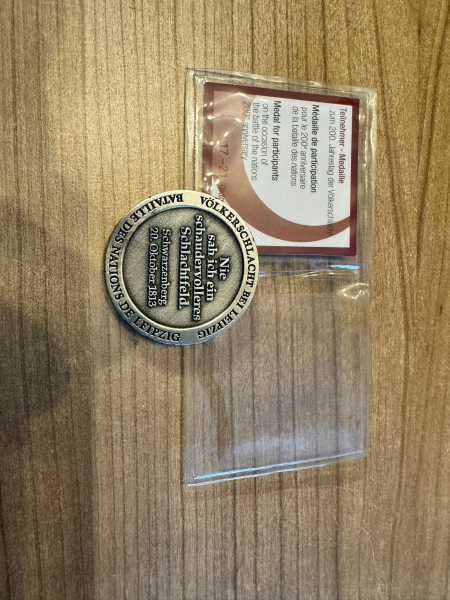 Teilnehmer - Medaille
zum 200. Jahrestag der Völkerschlacht
Médaille de participation
pour le 200e anniversaire
de la bataille des nations
Medal for participants
on the occasion of
the battle of the nations
200th anniversary
17.-21.
VÖLKERSCHLACHT BEI LEIPZIG
BATAILLE DES NATIONS DE LEIPZIG
Nie
sah ich ein
schaudervolleres
Schlachtfeld.
Schwarzenberg
20. Oktober 1813